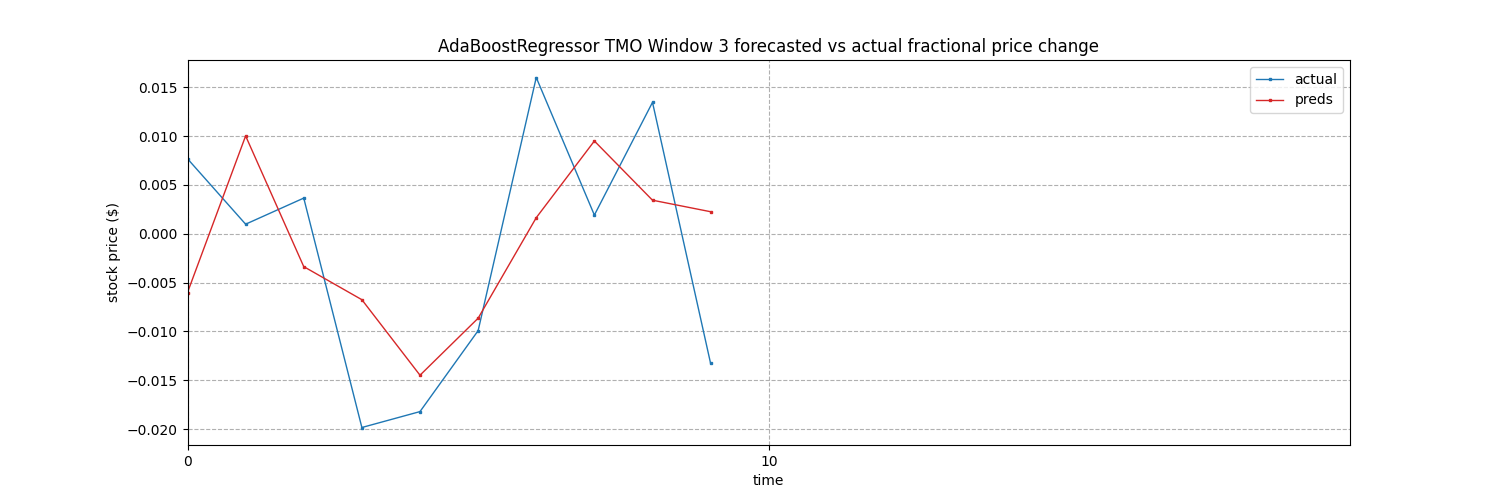 AdaBoostRegressor TMO Window 3 forecasted vs actual fractional price change
actual
preds
0.015
0.010
0.005
0.000
−0.005
−0.010
−0.015
−0.020
stock price ($)
0
10
time